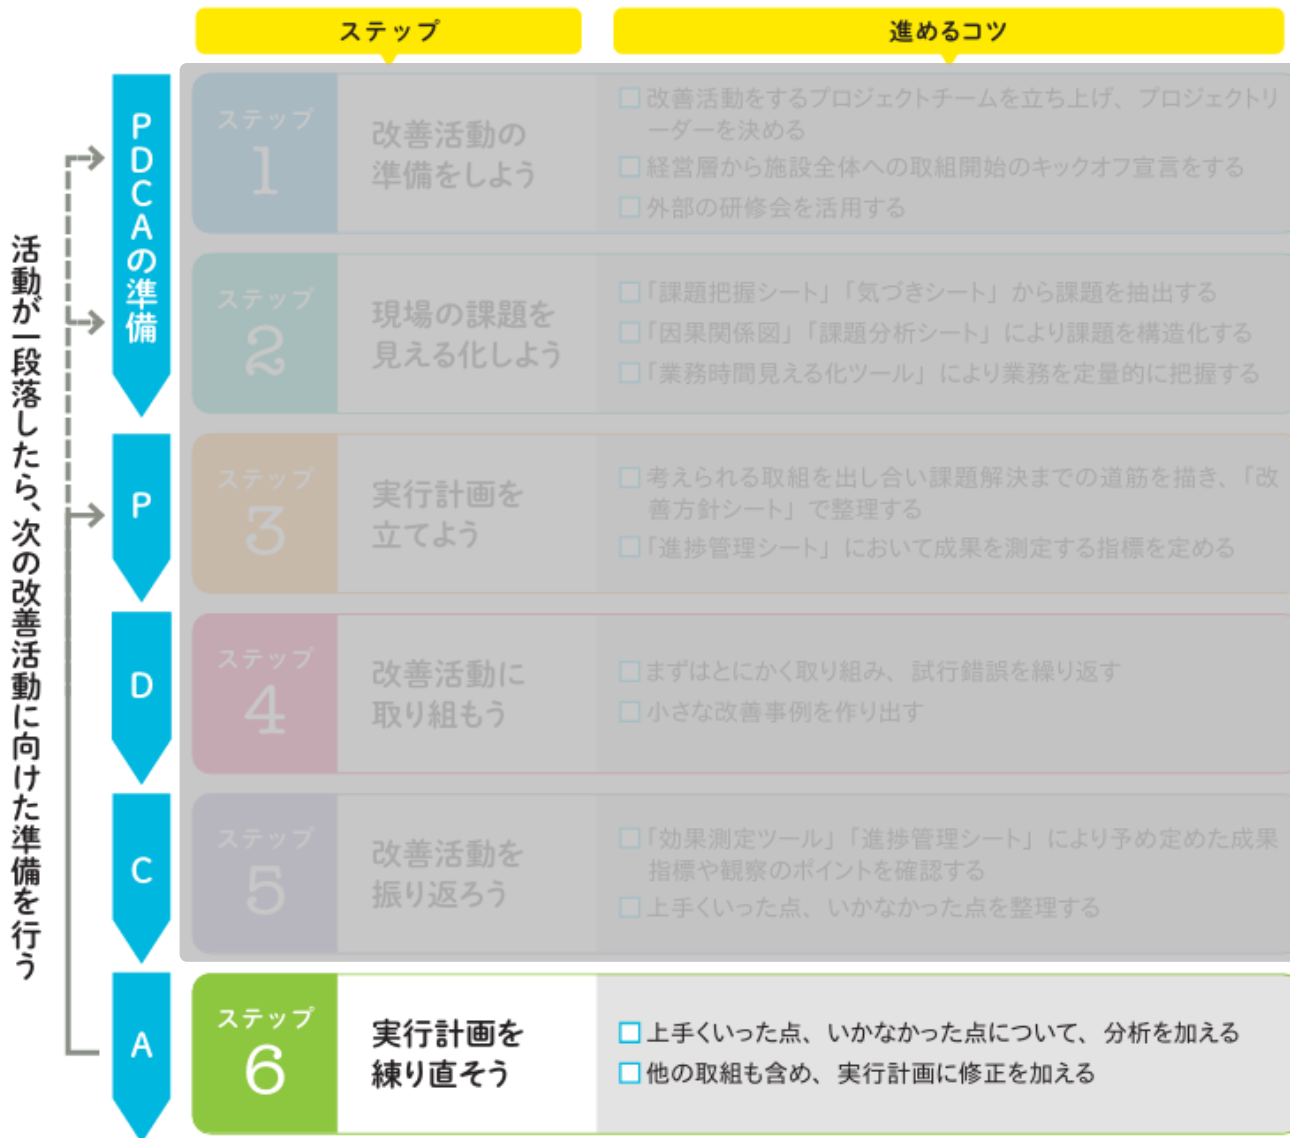 ステップ
進めるコツ
活動が一段落したら、次の改善活動に向けた準備を行う
PDCAの準備
ステップ
1
改善活動の
準備をしよう
□改善活動をするプロジェクトチームを立ち上げ、プロジェクトリ
ーダーを決める
□経営層から施設全体への取組開始のキックオフ宣言をする
□外部の研修会を活用する
ステップ
2
現場の課題を
見える化しよう
□「課題把握シート」「気づきシート」から課題を抽出する
□「因果関係図」「課題分析シート」により課題を構造化する
□「業務時間見える化ツール」により業務を定量的に把握する
P
ステップ
3
実行計画を
立てよう
□考えられる取組を出し合い課題解決までの道筋を描き、「改
善方針シート」で整理する
□「進捗管理シート」において成果を測定する指標を定める
D
ステップ
4
改善活動に
取り組もう
□まずはとにかく取り組み、試行錯誤を繰り返す
□小さな改善事例を作り出す
C
ステップ
5
改善活動を
振り返ろう
□「効果測定ツール」「進捗管理シート」により予め定めた成果
指標や観察のポイントを確認する
□上手くいった点、いかなかった点を整理する
A
ステップ
6
実行計画を
練り直そう
□上手くいった点、いかなかった点について、分析を加える
□他の取組も含め、実行計画に修正を加える